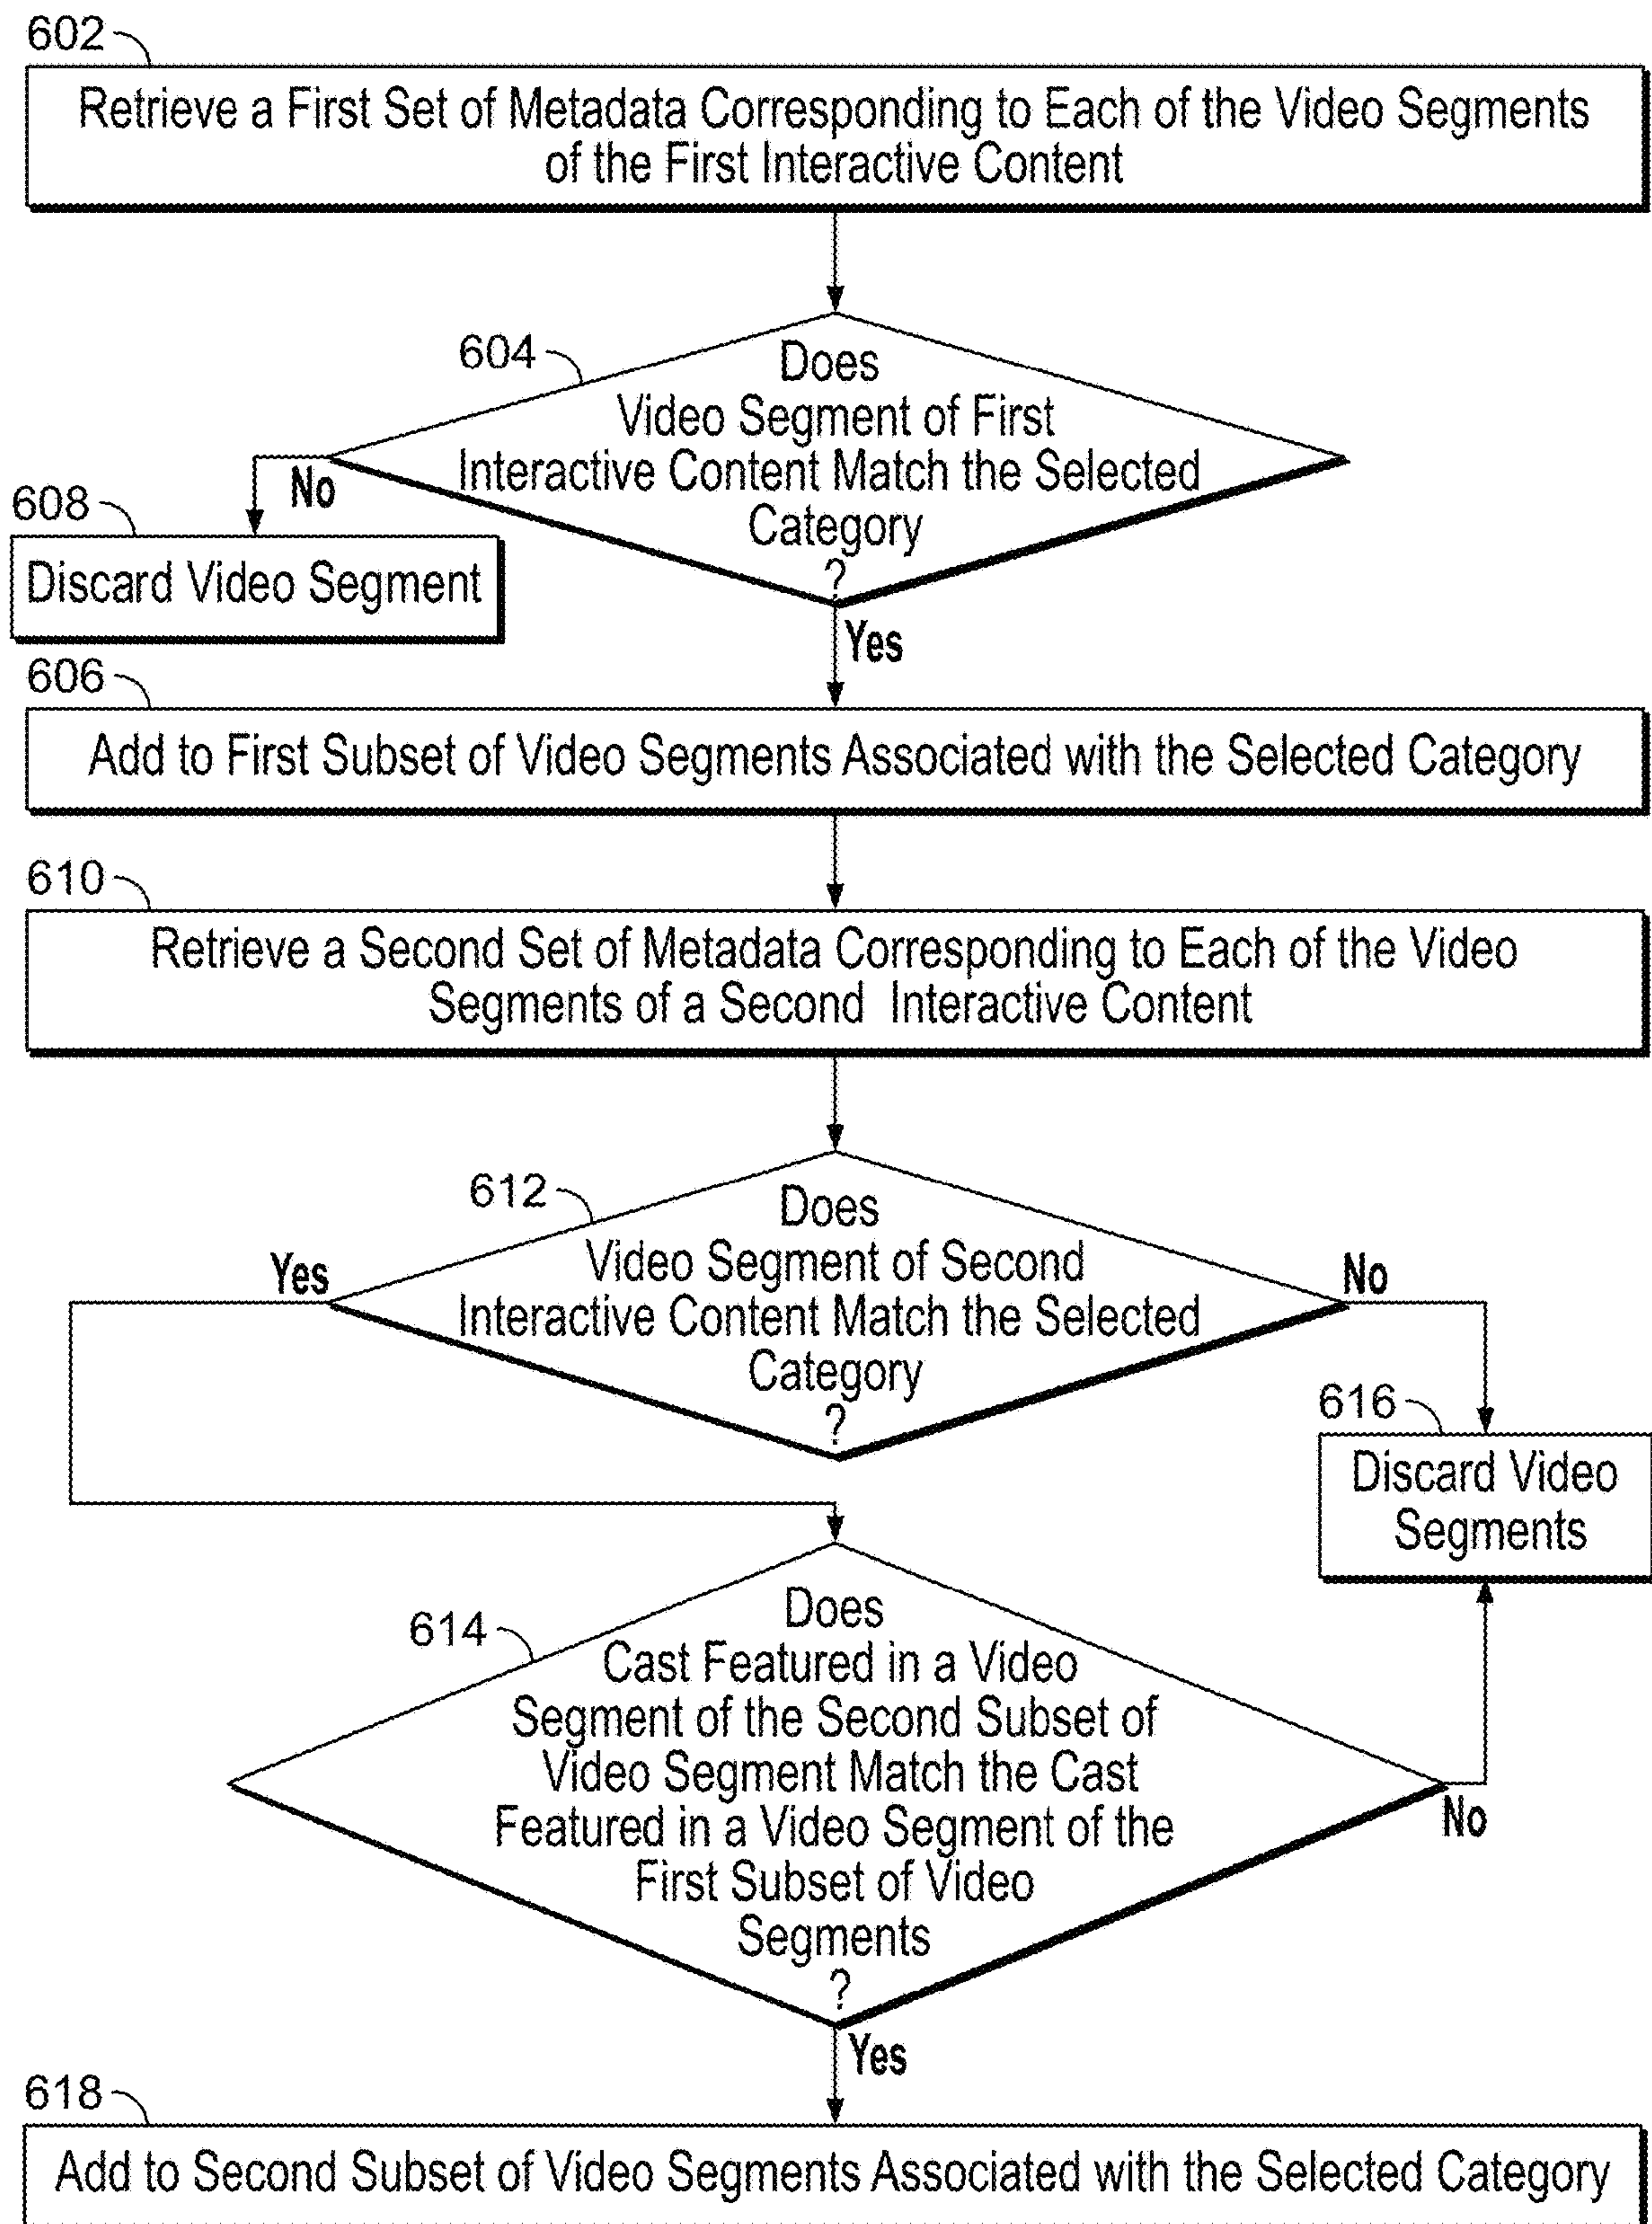 602
Retrieve a First Set of Metadata Corresponding to Each of the Video Segments
of the First Interactive Content
604
Does
Video Segment of First
Interactive Content Match the Selected
Category
?
No
608
Discard Video Segment
Yes
606
Add to First Subset of Video Segments Associated with the Selected Category
610
Retrieve a Second Set of Metadata Corresponding to Each of the Video
Segments of a Second Interactive Content
612
Does
Video Segment of Second
Interactive Content Match the Selected
Category
?
Yes
No
616
Discard Video
Segments
614
Does
Cast Featured in a Video
Segment of the Second Subset of
Video Segment Match the Cast
Featured in a Video Segment of the
First Subset of Video
Segments
?
No
Yes
618
Add to Second Subset of Video Segments Associated with the Selected Category